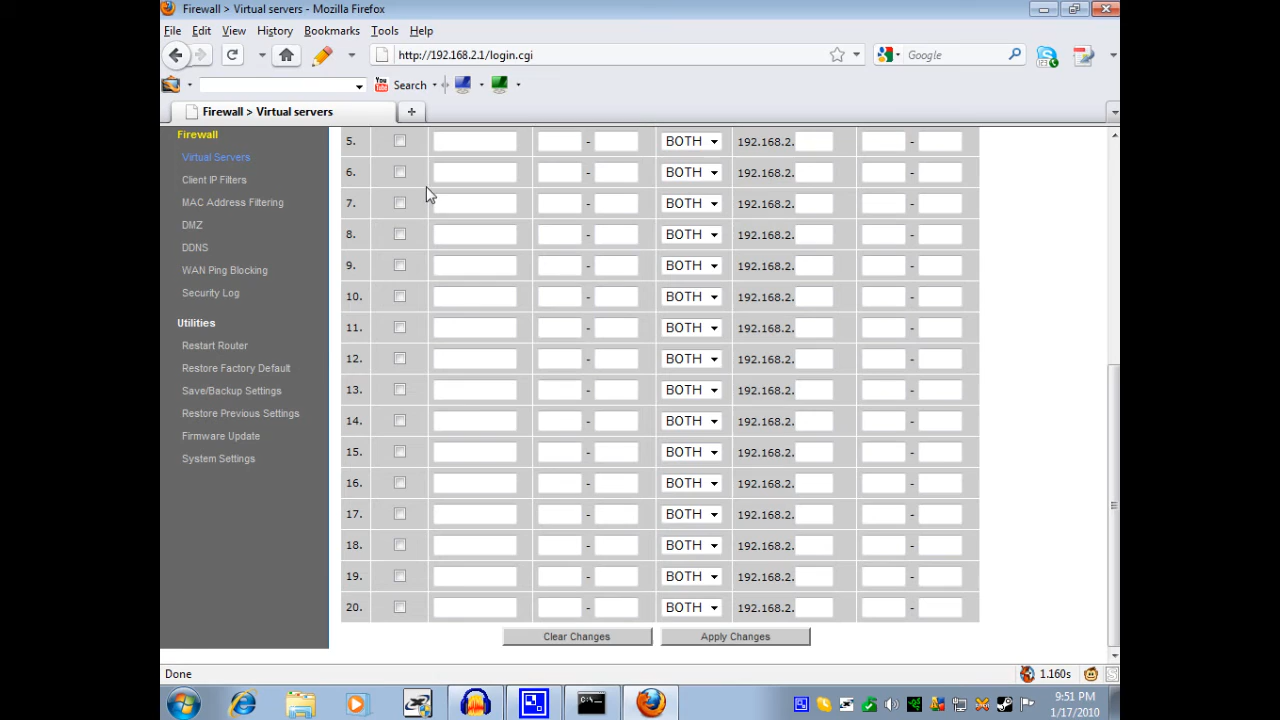 Firewall > Virtual servers - Mozilla Firefox
File Edit View History Bookmarks Tools Help
http://192.168.2.1/login.cgi
Google
YouTube Search
Firewall > Virtual servers
Firewall
Virtual Servers
Client IP Filters
MAC Address Filtering
DMZ
DDNS
WAN Ping Blocking
Security Log
Utilities
Restart Router
Restore Factory Default
Save/Backup Settings
Restore Previous Settings
Firmware Update
System Settings
5. - BOTH 192.168.2. -
6. - BOTH 192.168.2. -
7. - BOTH 192.168.2. -
8. - BOTH 192.168.2. -
9. - BOTH 192.168.2. -
10. - BOTH 192.168.2. -
11. - BOTH 192.168.2. -
12. - BOTH 192.168.2. -
13. - BOTH 192.168.2. -
14. - BOTH 192.168.2. -
15. - BOTH 192.168.2. -
16. - BOTH 192.168.2. -
17. - BOTH 192.168.2. -
18. - BOTH 192.168.2. -
19. - BOTH 192.168.2. -
20. - BOTH 192.168.2. -
Clear Changes Apply Changes
Done 1.160s
9:51 PM
1/17/2010